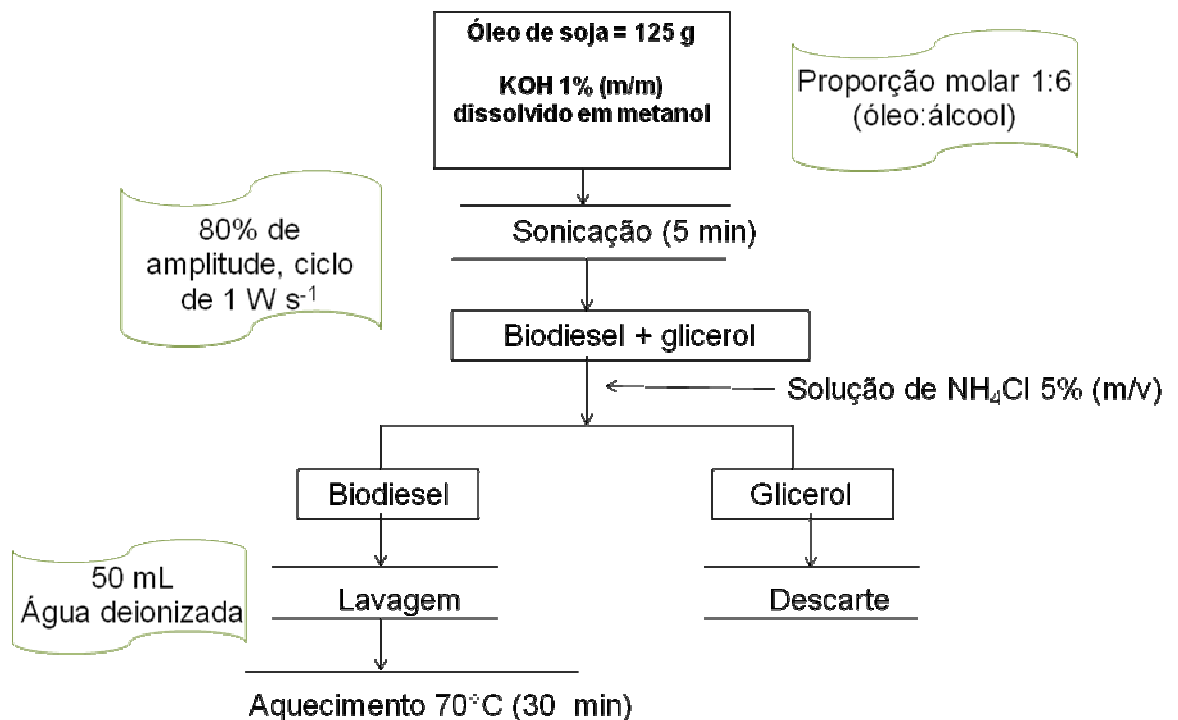 Óleo de soja = 125 g
KOH 1% (m/m)
dissolvido em metanol
Proporção molar 1:6
(óleo:álcool)
80% de
amplitude, ciclo
de 1 W s⁻¹
Sonicação (5 min)
Biodiesel + glicerol
Solução de NH₄Cl 5% (m/v)
Biodiesel
Glicerol
50 mL
Água deionizada
Lavagem
Descarte
Aquecimento 70°C (30 min)